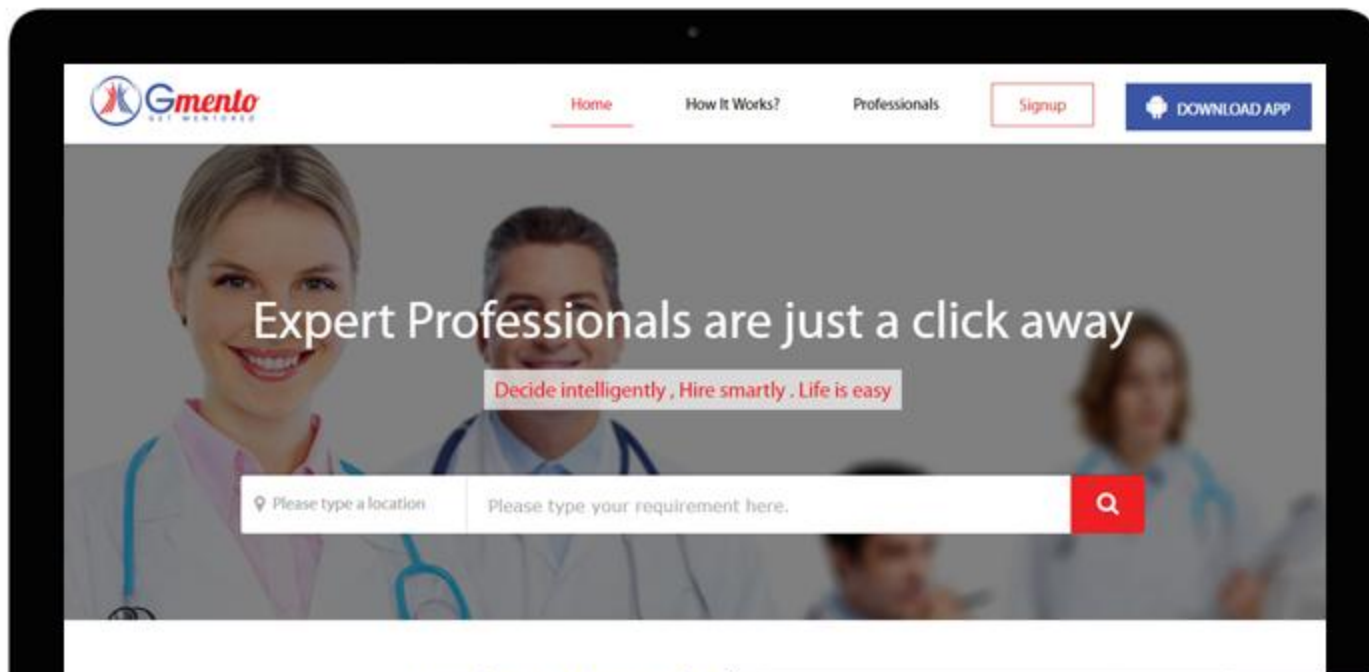 Gmento
GET MENTORED
Home
How It Works?
Professionals
Signup
DOWNLOAD APP
Expert Professionals are just a click away
Decide intelligently , Hire smartly . Life is easy
Please type a location
Please type your requirement here.